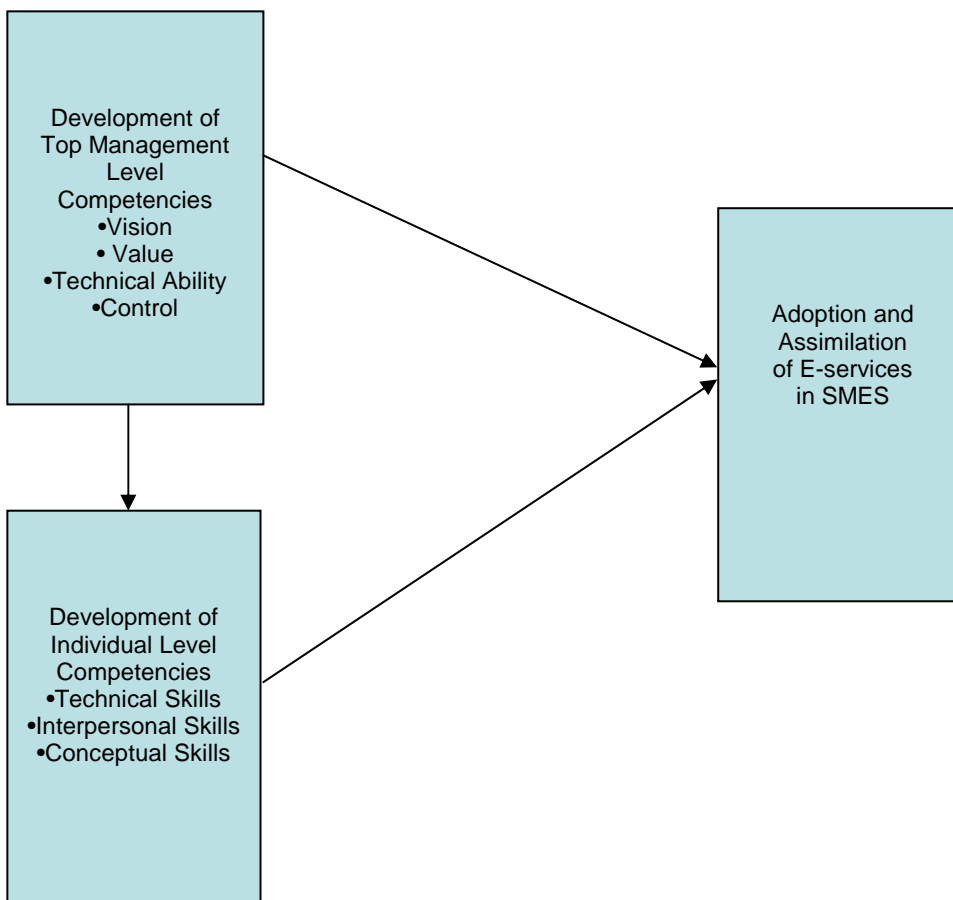 Development of
Top Management
Level
Competencies
•Vision
• Value
•Technical Ability
•Control
Adoption and
Assimilation
of E-services
in SMES
Development of
Individual Level
Competencies
•Technical Skills
•Interpersonal Skills
•Conceptual Skills